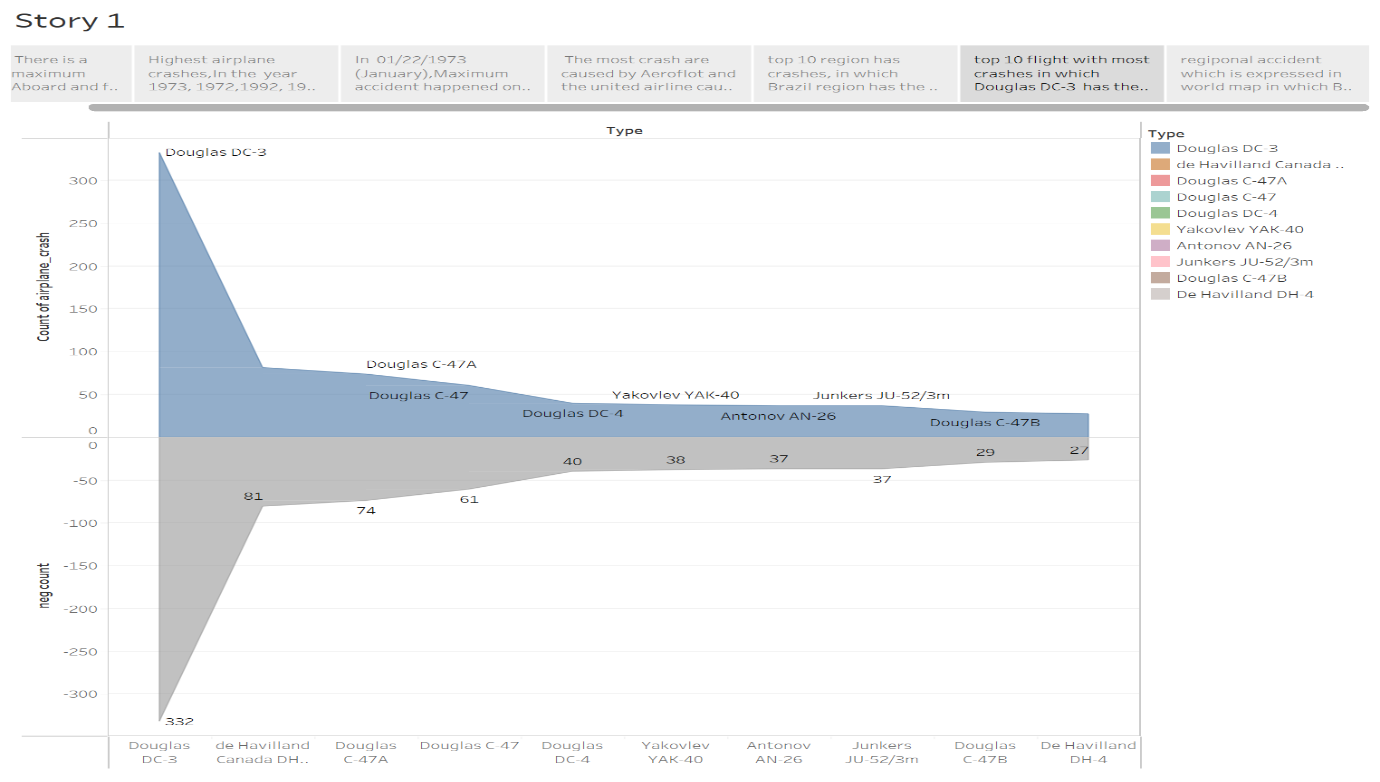 Story 1
There is a
maximum
Aboard and f..
Highest airplane
crashes,In the year
1973, 1972,1992, 19..
In 01/22/1973
(January),Maximum
accident happened on..
The most crash are
caused by Aeroflot and
the united airline cau..
top 10 region has
crashes, in which
Brazil region has the ..
top 10 flight with most
crashes in which
Douglas DC-3 has the..
regiponal accident
which is expressed in
world map in which B..
Type
Count of airplane_crash
300
250
200
150
100
50
0
Douglas DC-3
Douglas C-47A
Douglas C-47
Douglas DC-4
Yakovlev YAK-40
Antonov AN-26
Junkers JU-52/3m
Douglas C-47B
neg count
0
-50
-100
-150
-200
-250
-300
332
81
74
61
40
38
37
37
29
27
Douglas
DC-3
de Havilland
Canada DH..
Douglas
C-47A
Douglas C-47
Douglas
DC-4
Yakovlev
YAK-40
Antonov
AN-26
Junkers
JU-52/3m
Douglas
C-47B
De Havilland
DH-4
Type
Douglas DC-3
de Havilland Canada ..
Douglas C-47A
Douglas C-47
Douglas DC-4
Yakovlev YAK-40
Antonov AN-26
Junkers JU-52/3m
Douglas C-47B
De Havilland DH-4